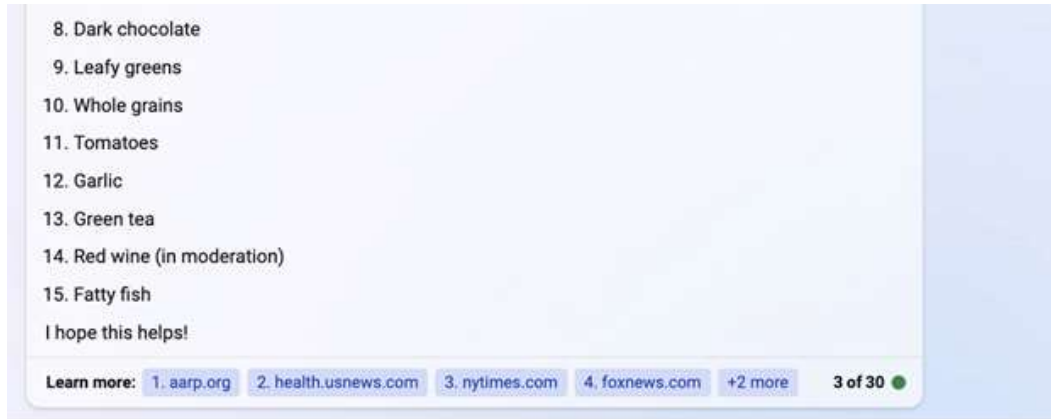 8. Dark chocolate
9. Leafy greens
10. Whole grains
11. Tomatoes
12. Garlic
13. Green tea
14. Red wine (in moderation)
15. Fatty fish
I hope this helps!
Learn more: 1. aarp.org 2. health.usnews.com 3. nytimes.com 4. foxnews.com +2 more 3 of 30